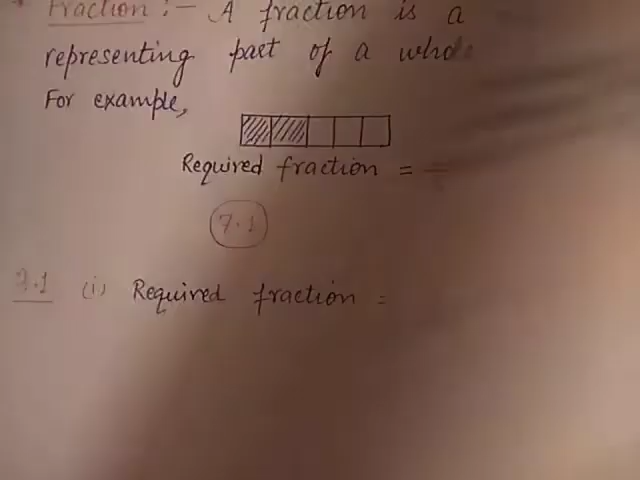 Fraction :- A fraction is a
representing part of a whole
For example,
Required fraction =
7.1
7.1 (i) Required fraction =